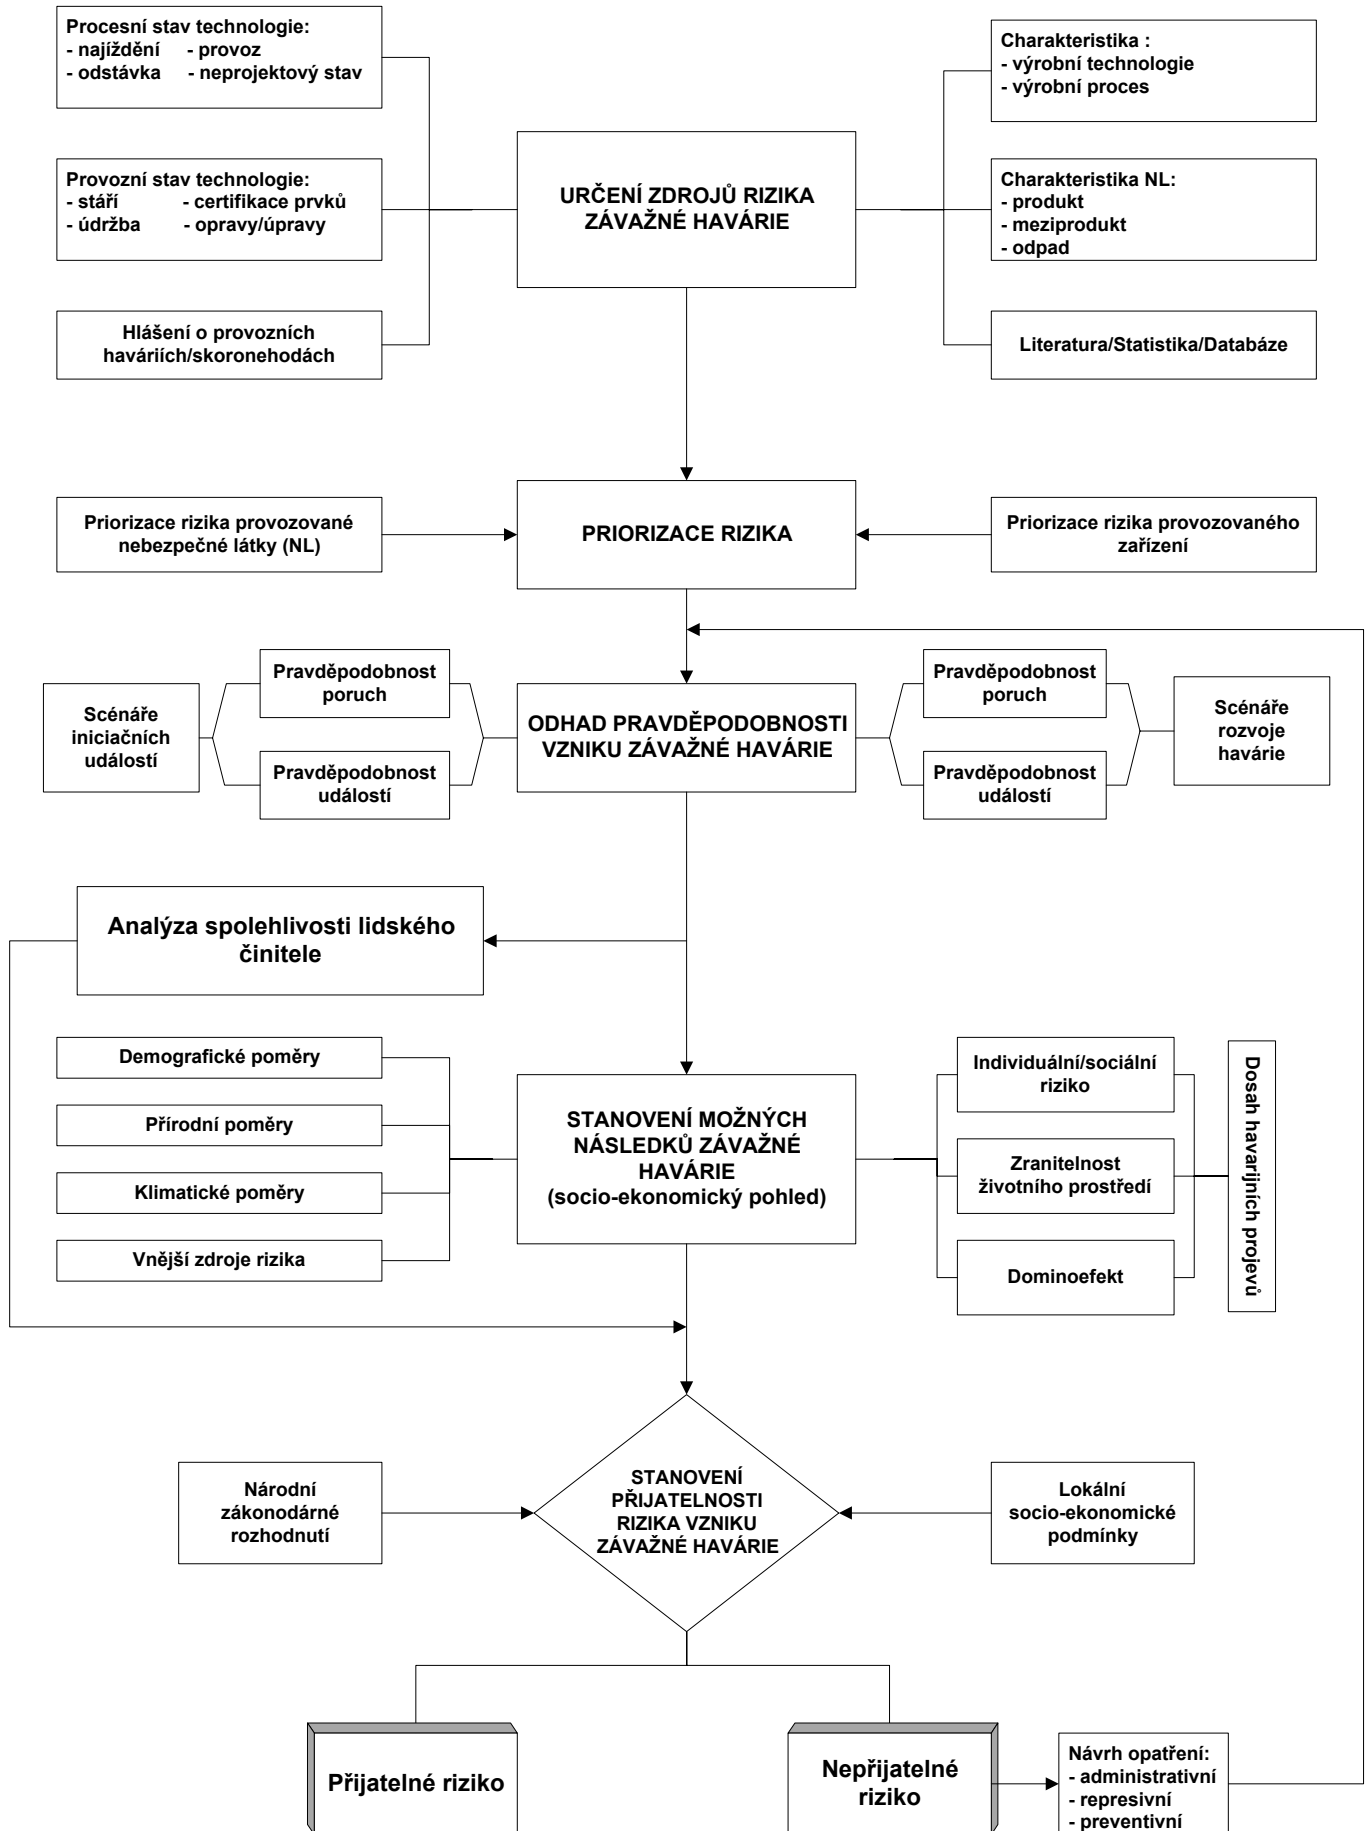 Procesní stav technologie:
- najíždění - provoz
- odstávka - neprojektový stav
Charakteristika :
- výrobní technologie
- výrobní proces
URČENÍ ZDROJŮ RIZIKA
ZÁVAŽNÉ HAVÁRIE
Provozní stav technologie:
- stáří - certifikace prvků
- údržba - opravy/úpravy
Charakteristika NL:
- produkt
- meziprodukt
- odpad
Hlášení o provozních
haváriích/skoronehodách
Literatura/Statistika/Databáze
Priorizace rizika provozované
nebezpečné látky (NL)
PRIORIZACE RIZIKA
Priorizace rizika provozovaného
zařízení
Scénáře
iniciačních
událostí
Pravděpodobnost
poruch
Pravděpodobnost
událostí
ODHAD PRAVDĚPODOBNOSTI
VZNIKU ZÁVAŽNÉ HAVÁRIE
Pravděpodobnost
poruch
Pravděpodobnost
událostí
Scénáře
rozvoje
havárie
Analýza spolehlivosti lidského
činitele
Demografické poměry
Přírodní poměry
Klimatické poměry
Vnější zdroje rizika
STANOVENÍ MOŽNÝCH
NÁSLEDKŮ ZÁVAŽNÉ
HAVÁRIE
(socio-ekonomický pohled)
Individuální/sociální
riziko
Zranitelnost
životního prostředí
Dominoefekt
Dosah havarijních projevů
Národní
zákonodárné
rozhodnutí
STANOVENÍ
PŘIJATELNOSTI
RIZIKA VZNIKU
ZÁVAŽNÉ HAVÁRIE
Lokální
socio-ekonomické
podmínky
Přijatelné riziko
Nepřijatelné
riziko
Návrh opatření:
- administrativní
- represivní
- preventivní